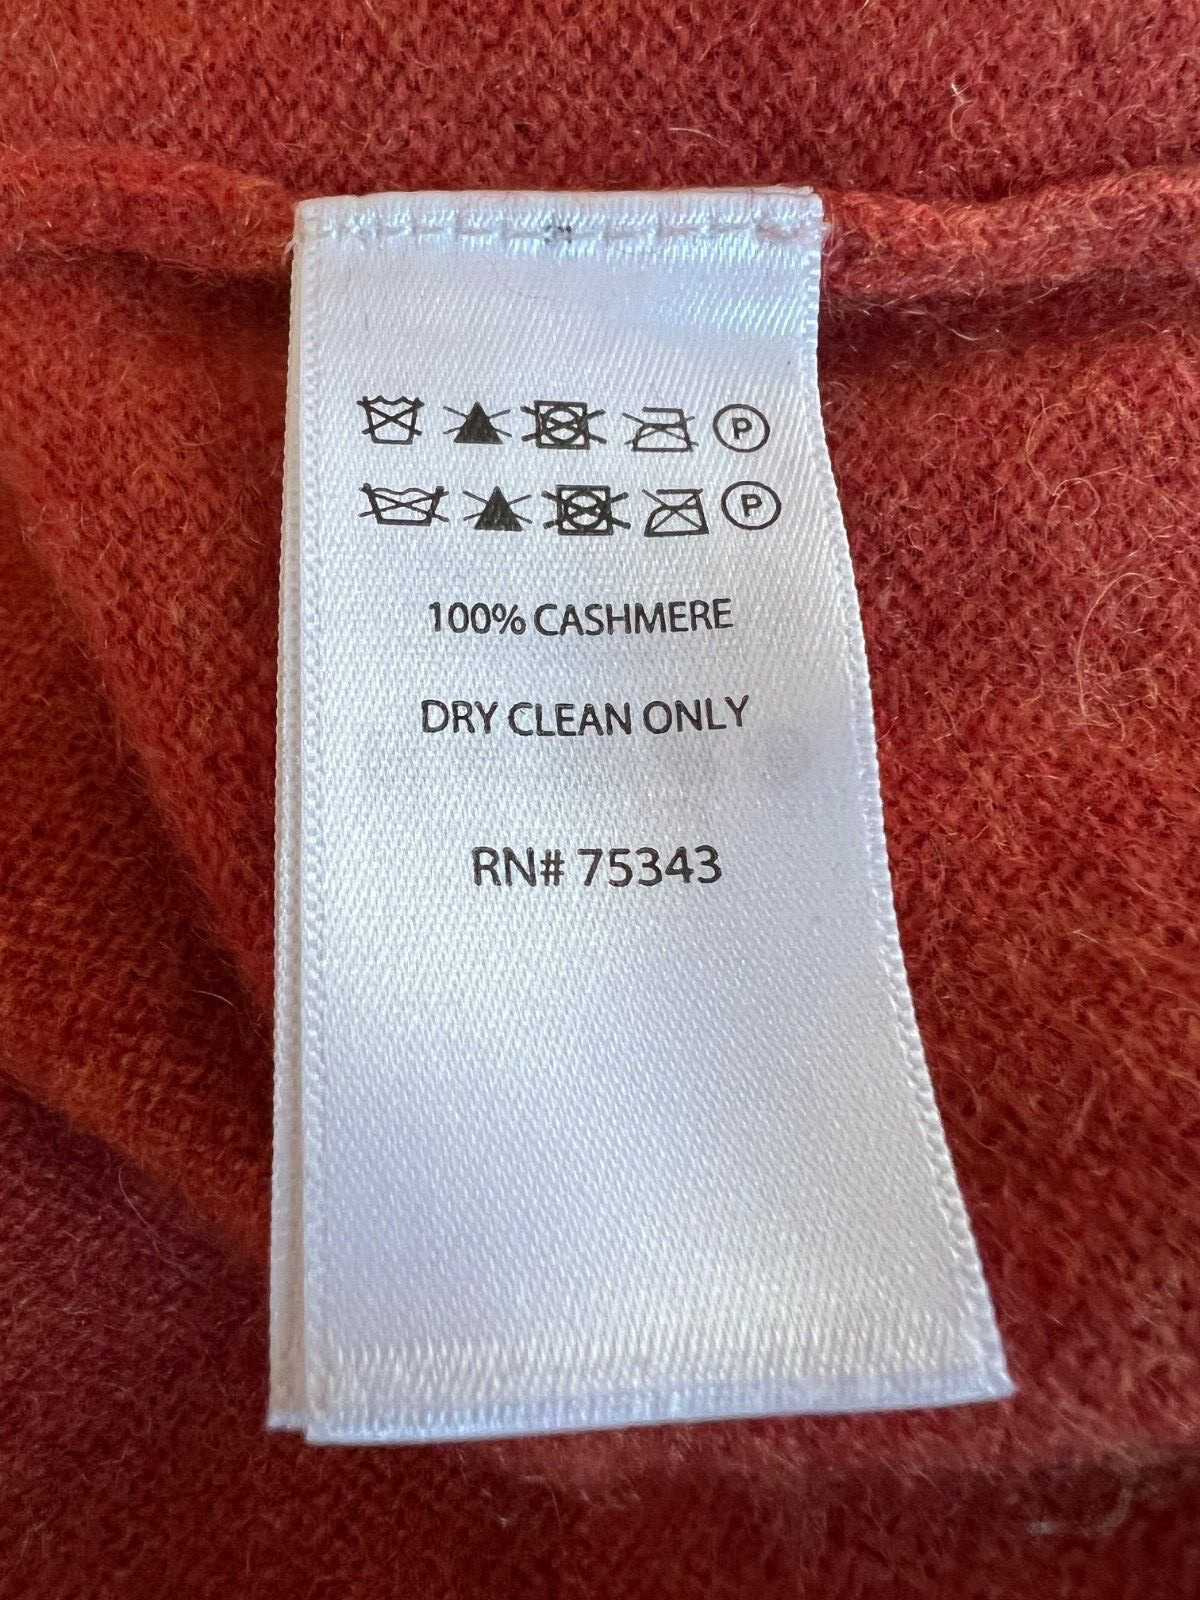 P
P
100% CASHMERE
DRY CLEAN ONLY
RN# 75343